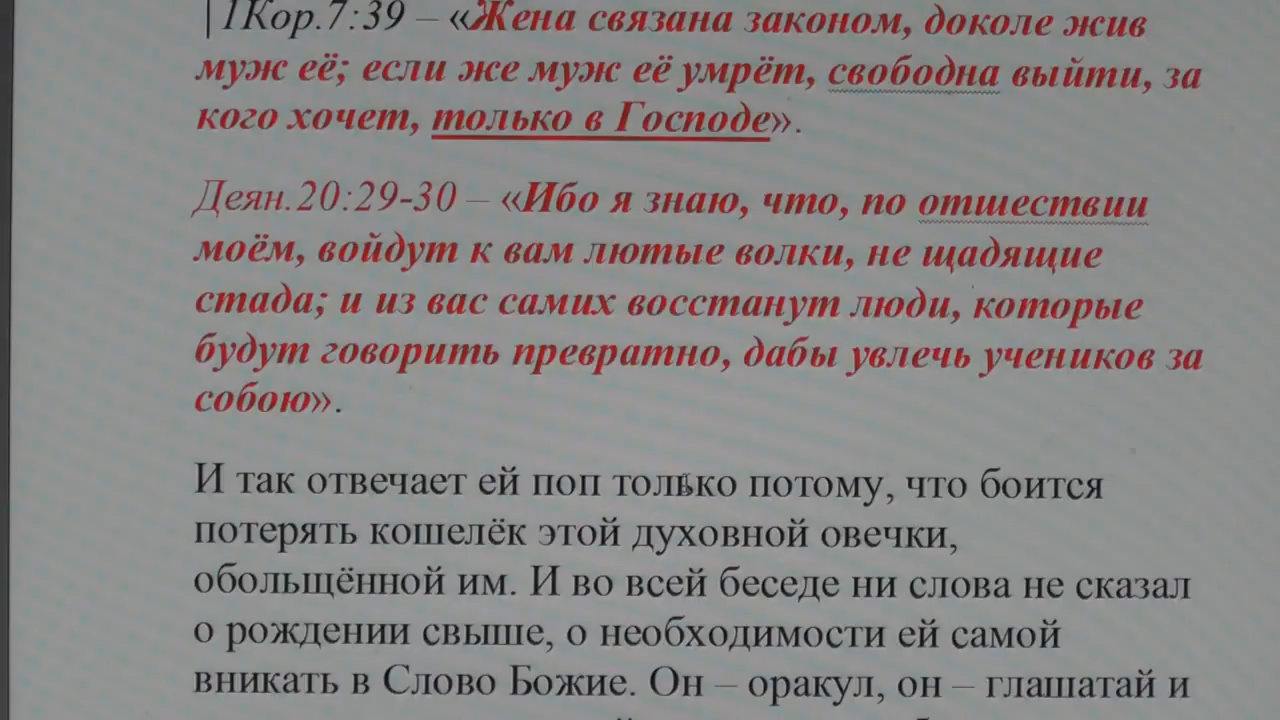 1Кор.7:39 – «Жена связана законом, доколе жив
муж её; если же муж её умрёт, свободна выйти, за
кого хочет, только в Господе».
Деян.20:29-30 – «Ибо я знаю, что, по отшествии
моём, войдут к вам лютые волки, не щадящие
стада; и из вас самих восстанут люди, которые
будут говорить превратно, дабы увлечь учеников за
собою».
И так отвечает ей поп только потому, что боится
потерять кошелёк этой духовной овечки,
обольщённой им. И во всей беседе ни слова не сказал
о рождении свыше, о необходимости ей самой
вникать в Слово Божие. Он – оракул, он – глашатай и